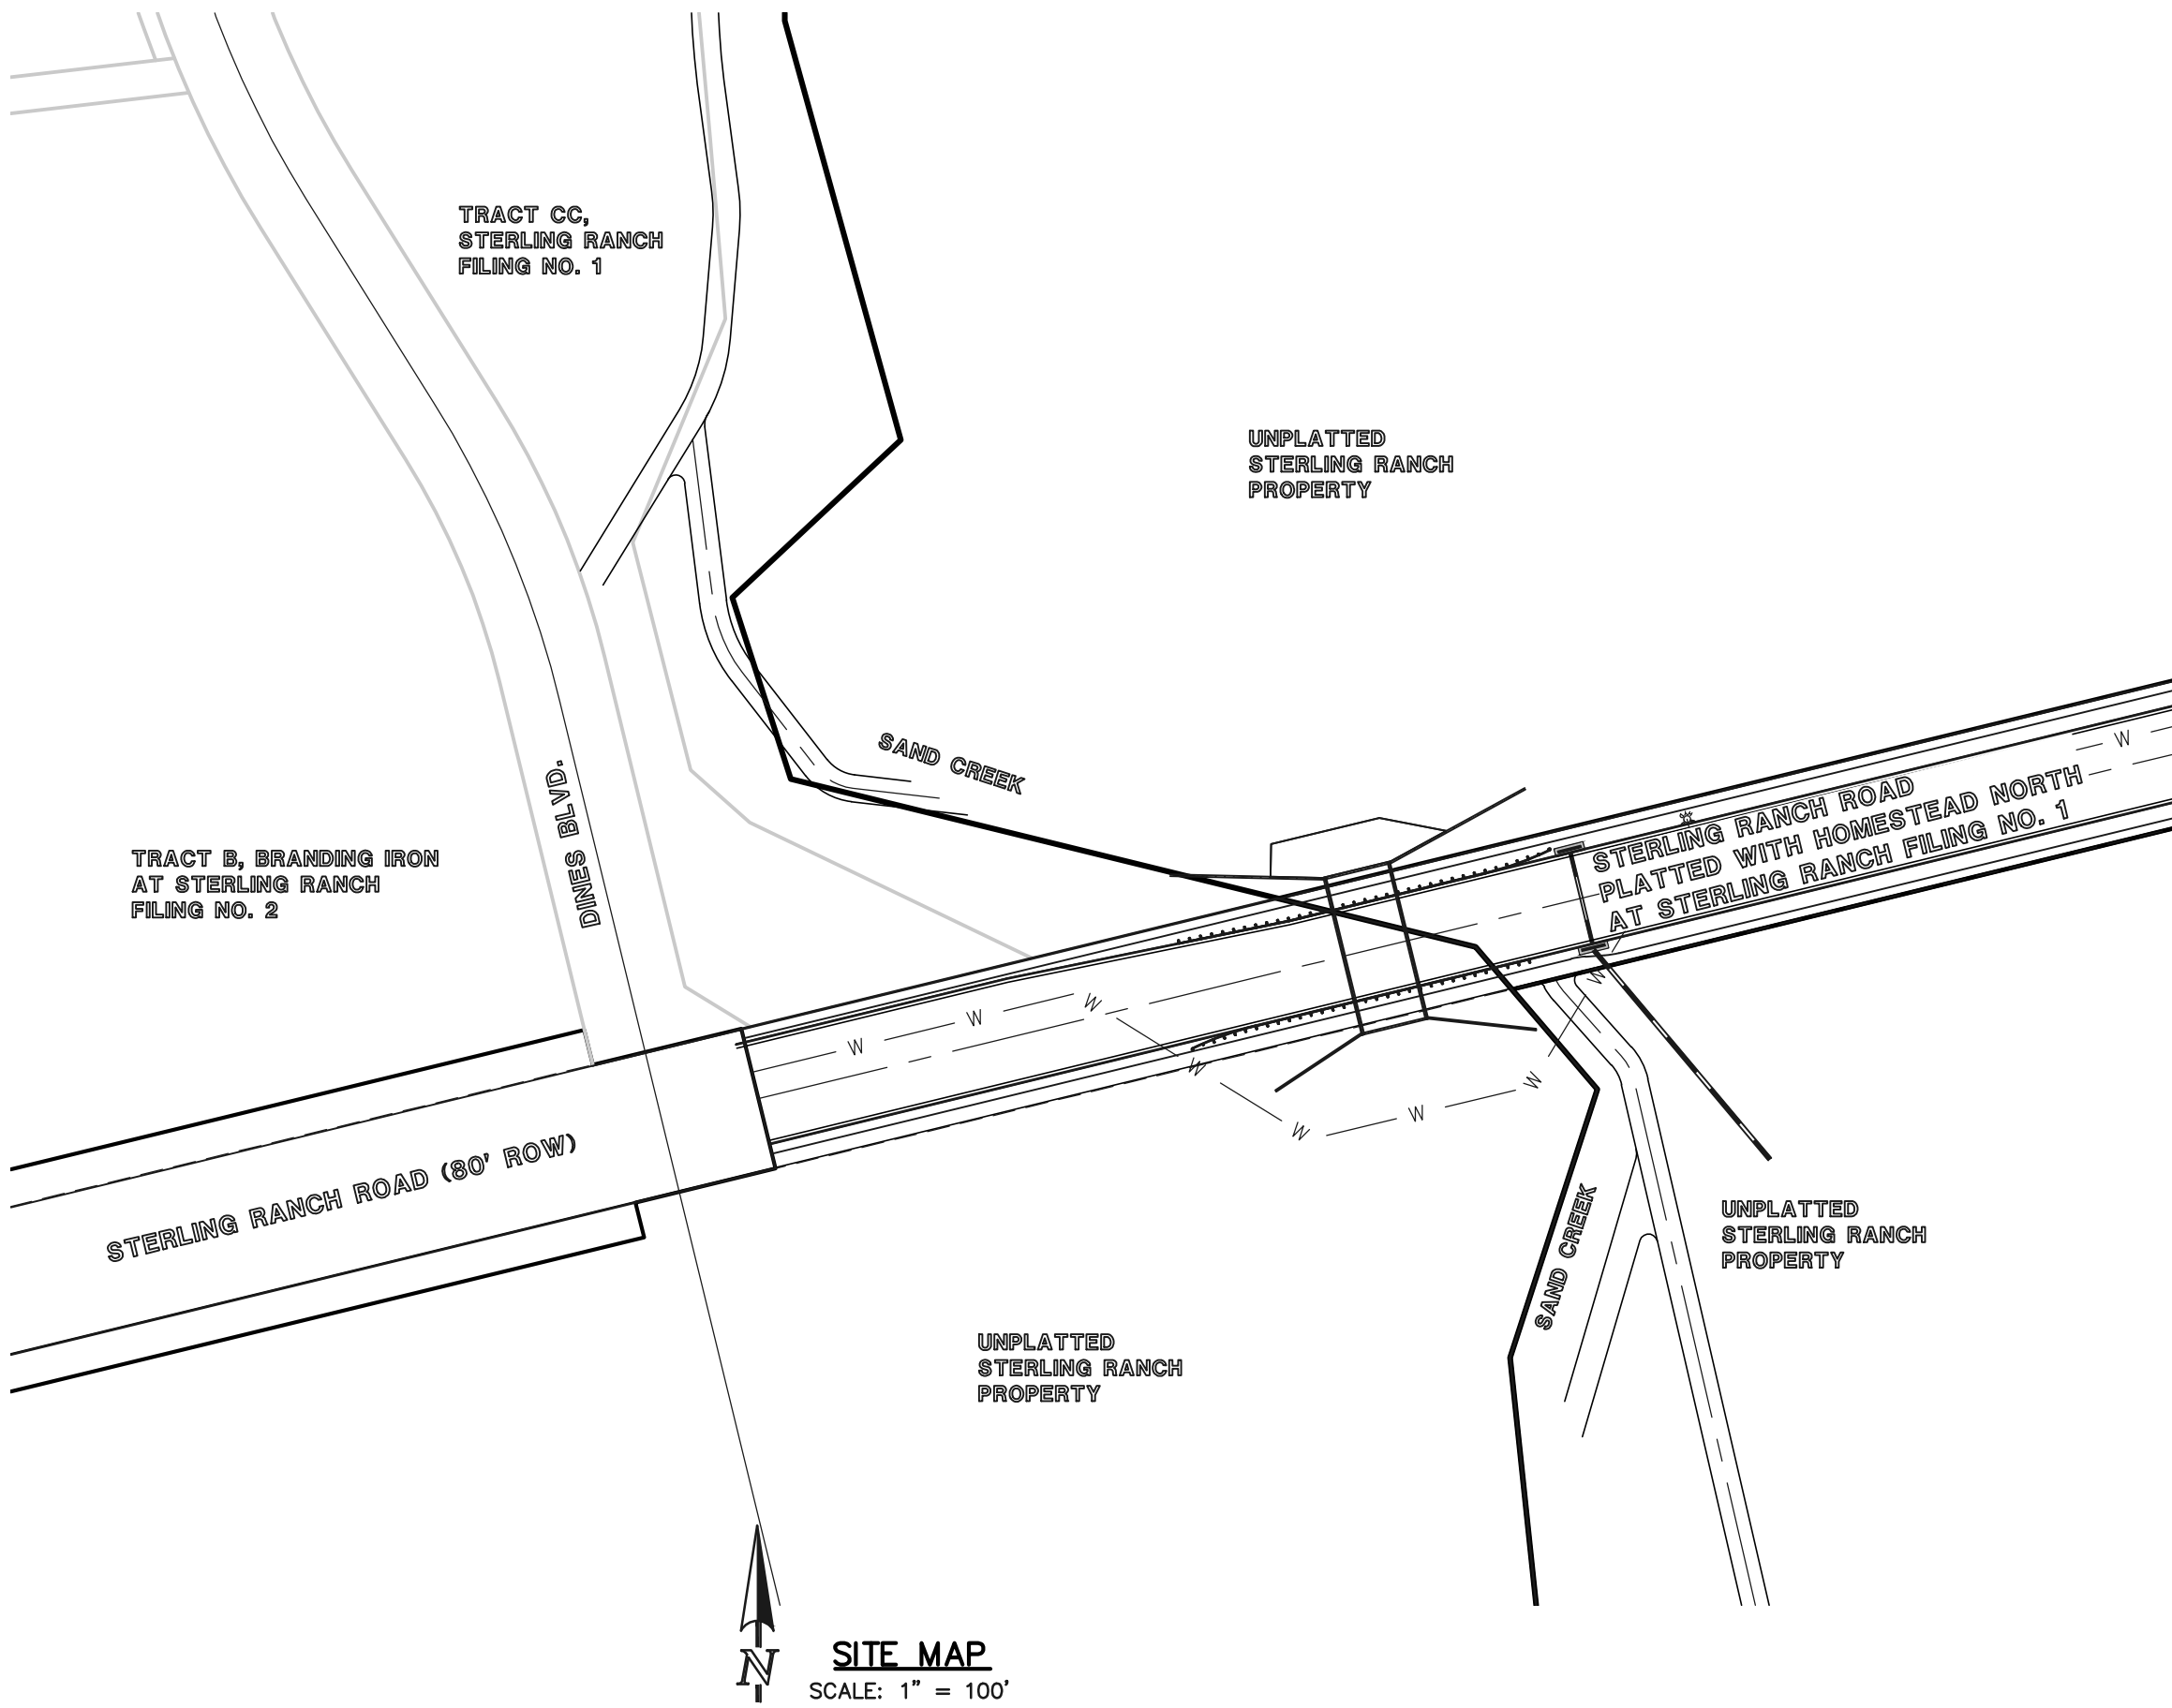 TRACT CC,
STERLING RANCH
FILING NO. 1
UNPLATTED
STERLING RANCH
PROPERTY
SAND CREEK
DINES BLVD.
TRACT B, BRANDING IRON
AT STERLING RANCH
FILING NO. 2
STERLING RANCH ROAD
PLATTED WITH HOMESTEAD NORTH
AT STERLING RANCH FILING NO. 1
W
W
W
W
W
W
W
W
W
STERLING RANCH ROAD (80' ROW)
SAND CREEK
UNPLATTED
STERLING RANCH
PROPERTY
UNPLATTED
STERLING RANCH
PROPERTY
N
SITE MAP
SCALE: 1" = 100'